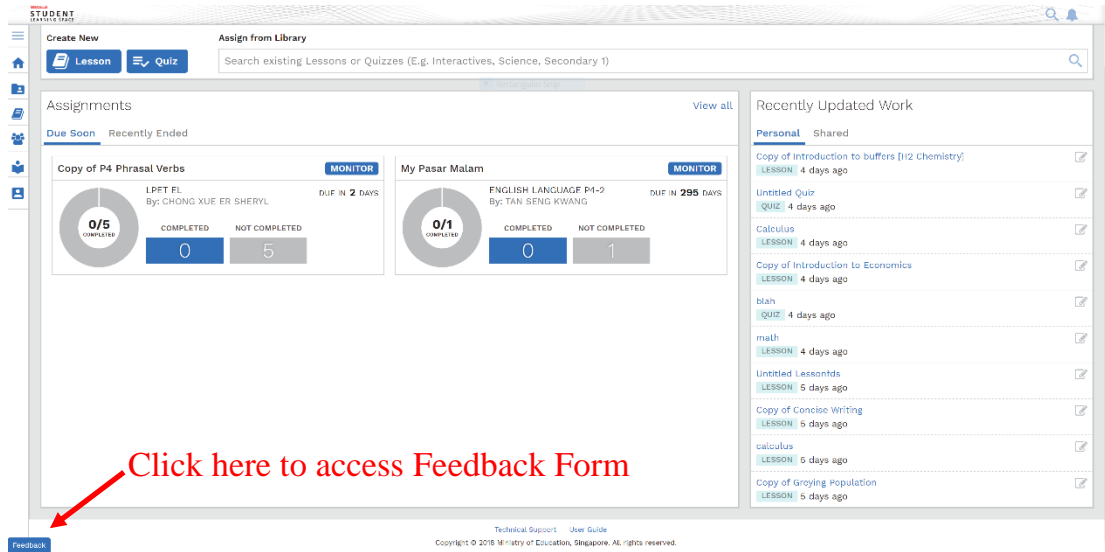 STUDENT
LEARNING SPACE
Create New
Assign from Library
Lesson
Quiz
Search existing Lessons or Quizzes (E.g. Interactives, Science, Secondary 1)
Rectangular Snip
Assignments
View all
Due Soon
Recently Ended
Copy of P4 Phrasal Verbs
MONITOR
LPET EL
By: CHONG XUE ER SHERYL
DUE IN 2 DAYS
0/5
COMPLETED
COMPLETED
NOT COMPLETED
0
5
My Pasar Malam
MONITOR
ENGLISH LANGUAGE P4-2
By: TAN SENG KWANG
DUE IN 295 DAYS
0/1
COMPLETED
COMPLETED
NOT COMPLETED
0
1
Recently Updated Work
Personal
Shared
Copy of Introduction to buffers [H2 Chemistry]
LESSON 4 days ago
Untitled Quiz
QUIZ 4 days ago
Calculus
LESSON 4 days ago
Copy of Introduction to Economics
LESSON 4 days ago
blah
QUIZ 4 days ago
math
LESSON 4 days ago
Untitled Lessonfds
LESSON 5 days ago
Copy of Concise Writing
LESSON 5 days ago
calculus
LESSON 5 days ago
Copy of Greying Population
LESSON 5 days ago
Click here to access Feedback Form
Feedback
Technical Support
User Guide
Copyright © 2018 Ministry of Education, Singapore. All rights reserved.